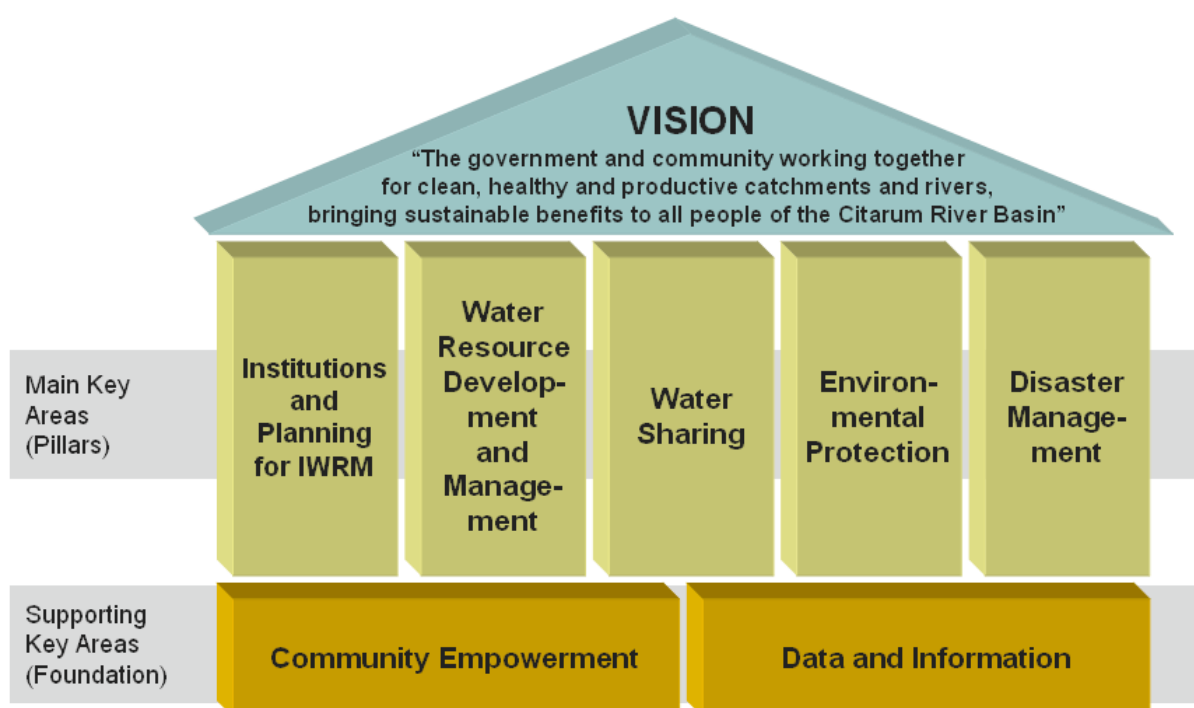 VISION
“The government and community working together
for clean, healthy and productive catchments and rivers,
bringing sustainable benefits to all people of the Citarum River Basin”
Main Key
Areas
(Pillars)
Institutions
and
Planning
for IWRM
Water
Resource
Develop-
ment
and
Manage-
ment
Water
Sharing
Environ-
mental
Protection
Disaster
Manage-
ment
Supporting
Key Areas
(Foundation)
Community Empowerment
Data and Information